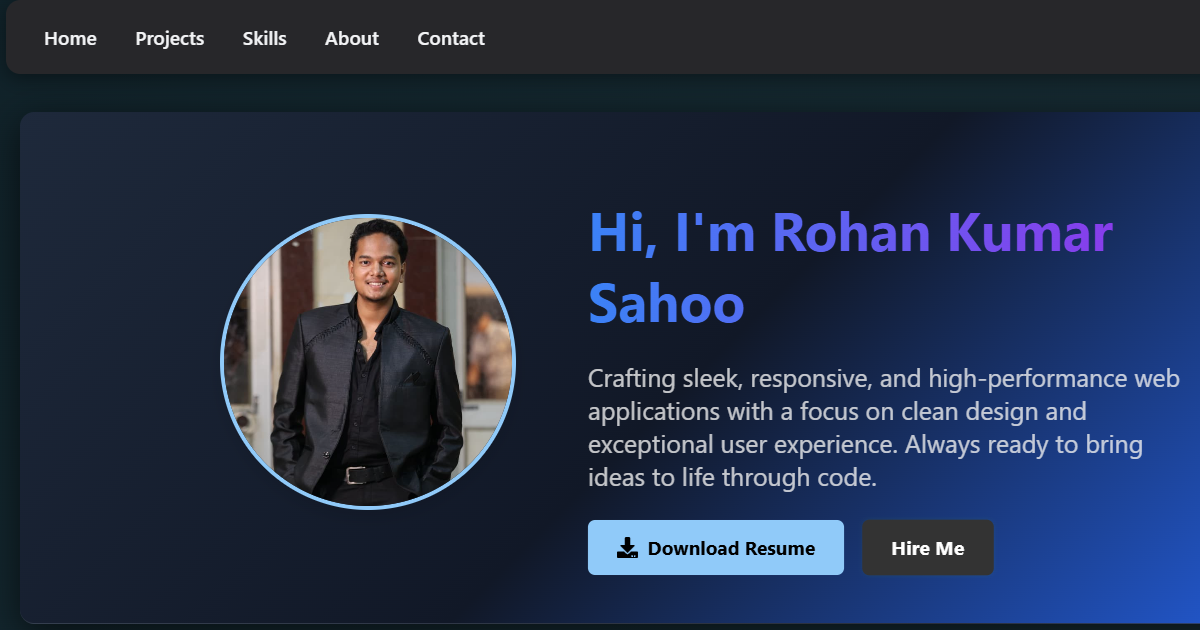 Home Projects Skills About Contact
Hi, I'm Rohan Kumar
Sahoo
Crafting sleek, responsive, and high-performance web
applications with a focus on clean design and
exceptional user experience. Always ready to bring
ideas to life through code.
Download Resume Hire Me